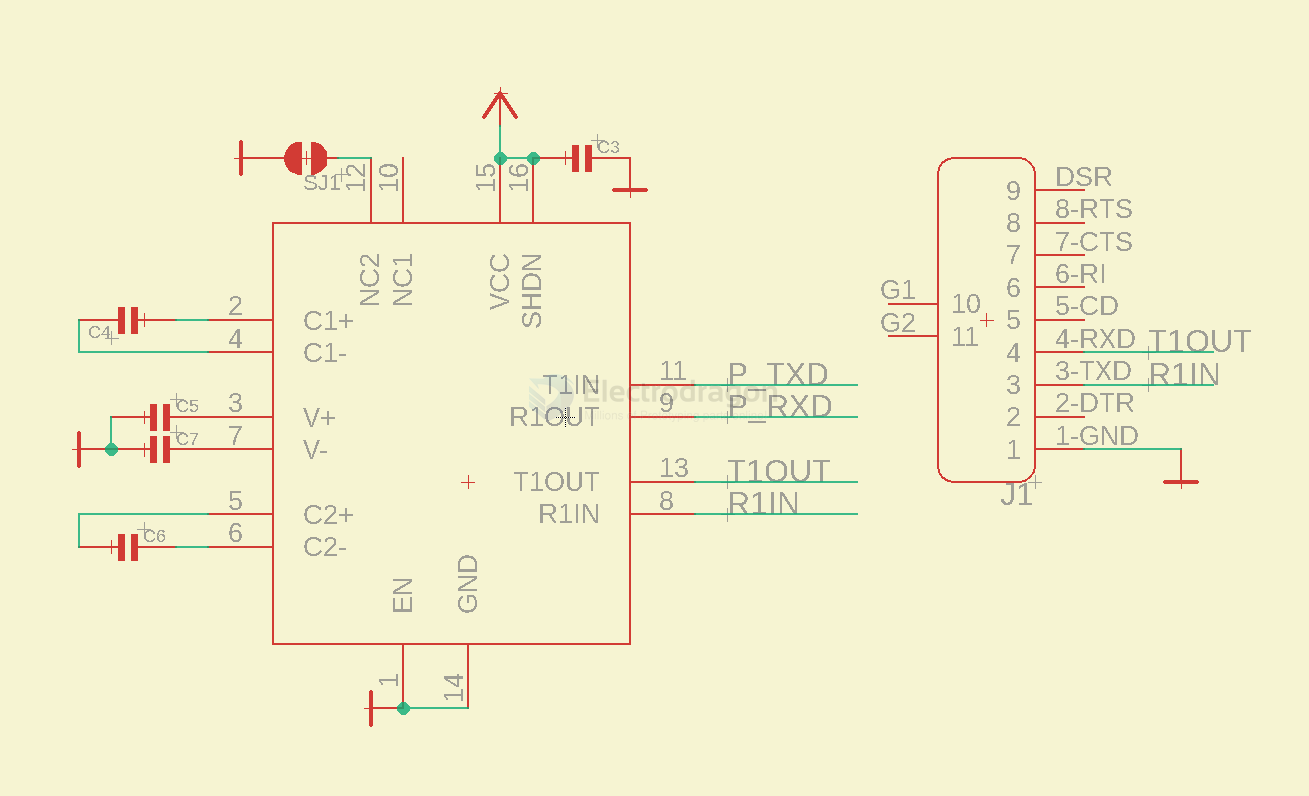 C3
SJ1
12
10
15
16
NC2
NC1
VCC
SHDN
C4
2
C1+
4
C1-
C5
3
V+
C7
7
V-
5
C2+
C6
6
C2-
T1IN
11
P_TXD
R1OUT
9
P_RXD
Electrodragon
T1OUT
13
T1OUT
R1IN
8
R1IN
EN
GND
1
14
9
DSR
8
8-RTS
7
7-CTS
G1
10
6
6-RI
G2
11
5
5-CD
4
4-RXD
T1OUT
3
3-TXD
R1IN
2
2-DTR
1
1-GND
J1